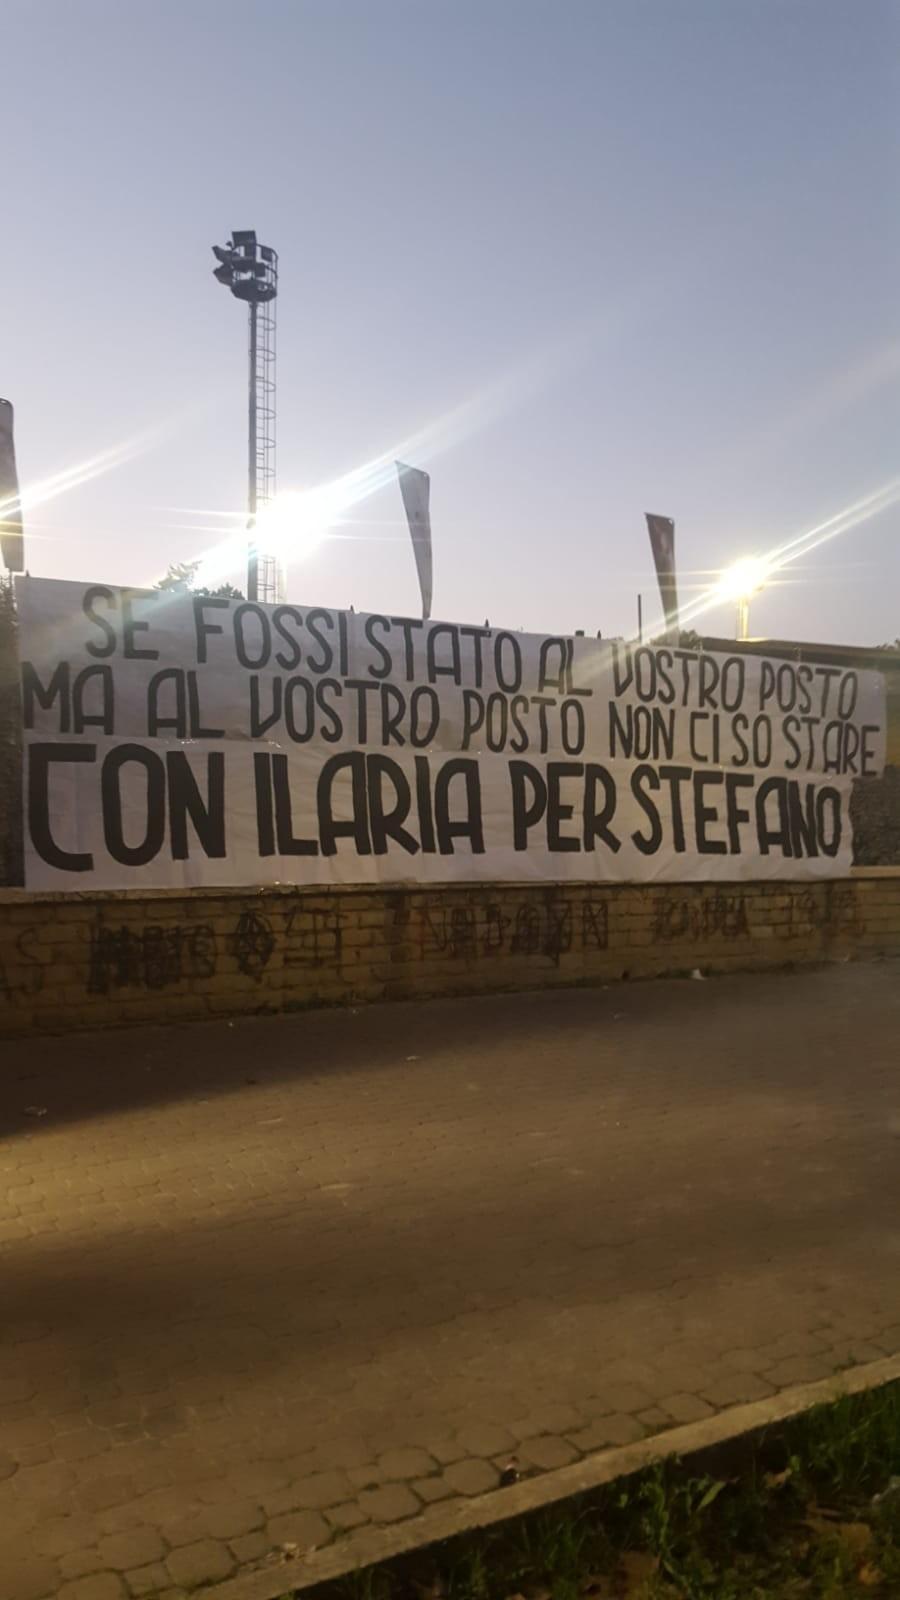 SE FOSSI STATO AL VOSTRO POSTO
MA AL VOSTRO POSTO NON CI SO STARE
CON ILARIA PER STEFANO